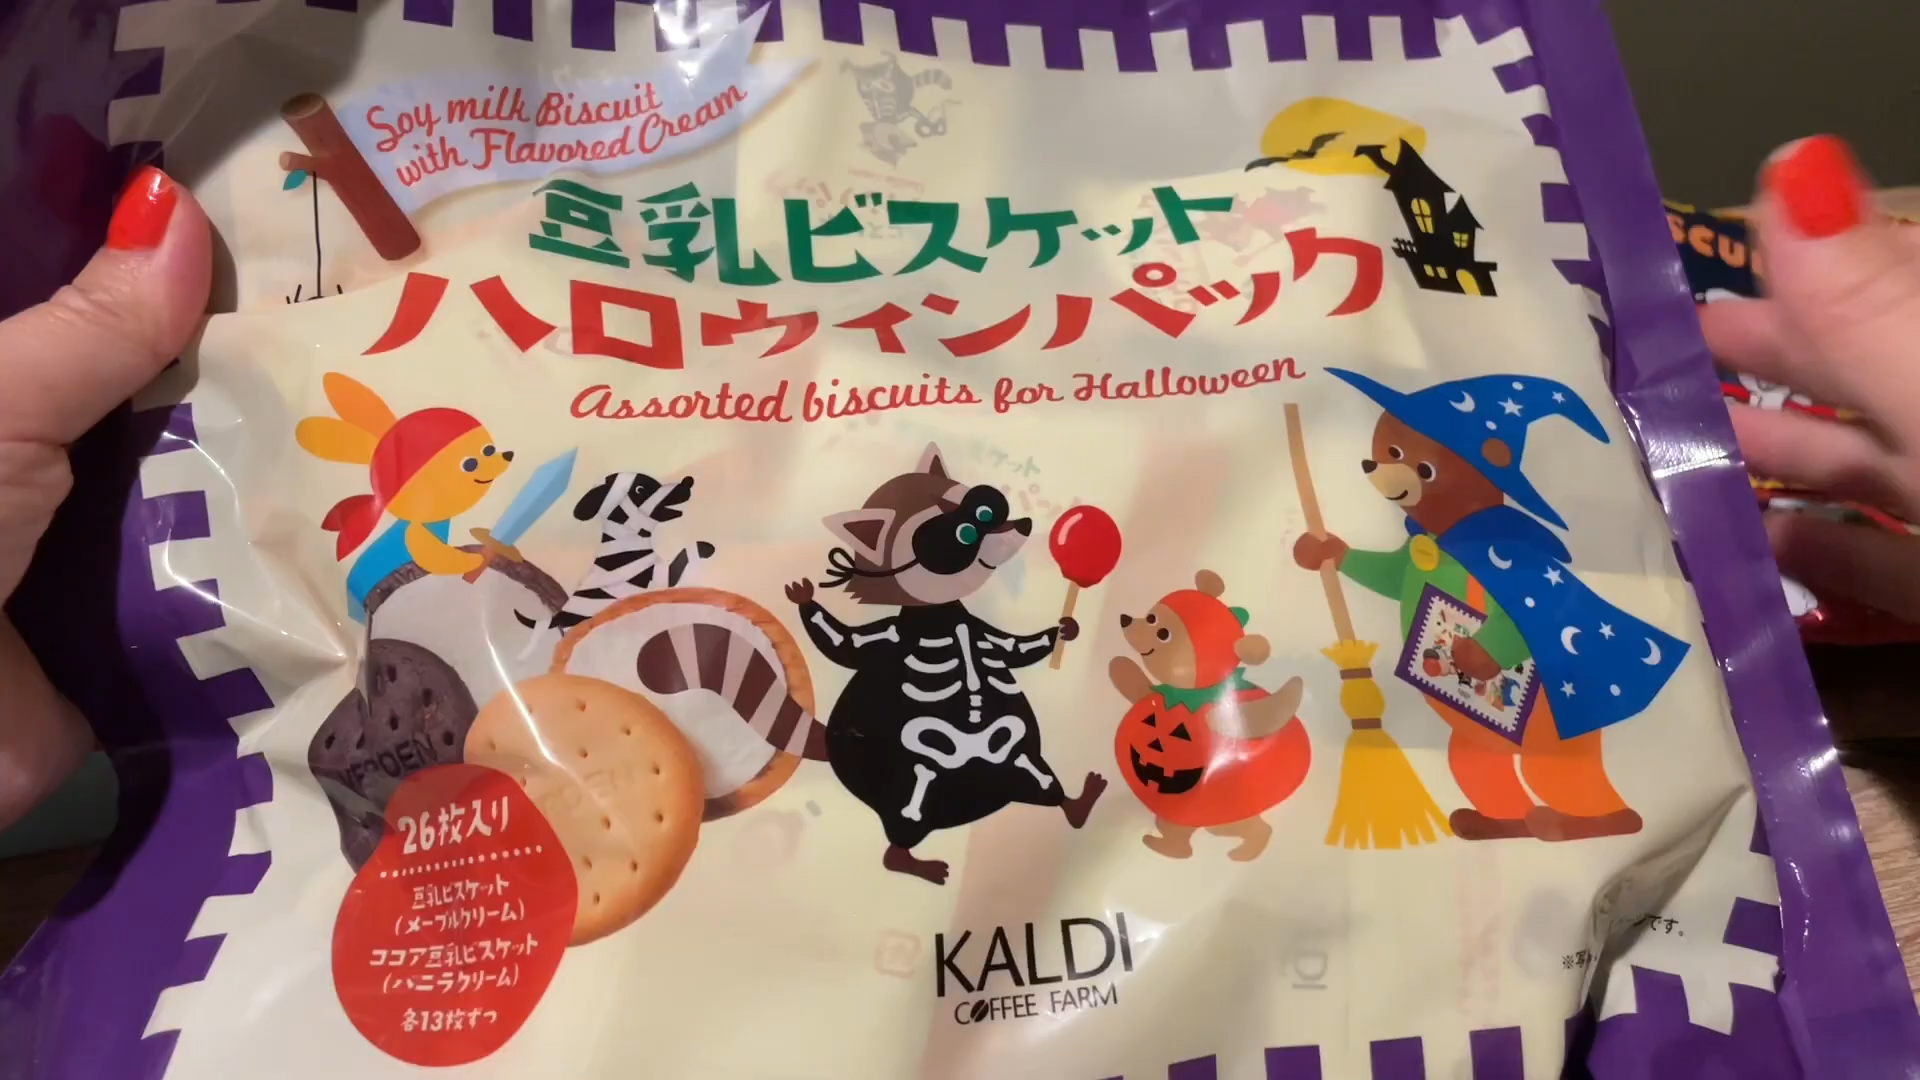 Soy milk Biscuit
with Flavored Cream
豆乳ビスケット
ハロウィンパック
Assorted biscuits for Halloween
26枚入り
豆乳ビスケット
(メープルクリーム)
ココア豆乳ビスケット
(バニラクリーム)
各13枚ずつ
KALDI
COFFEE FARM